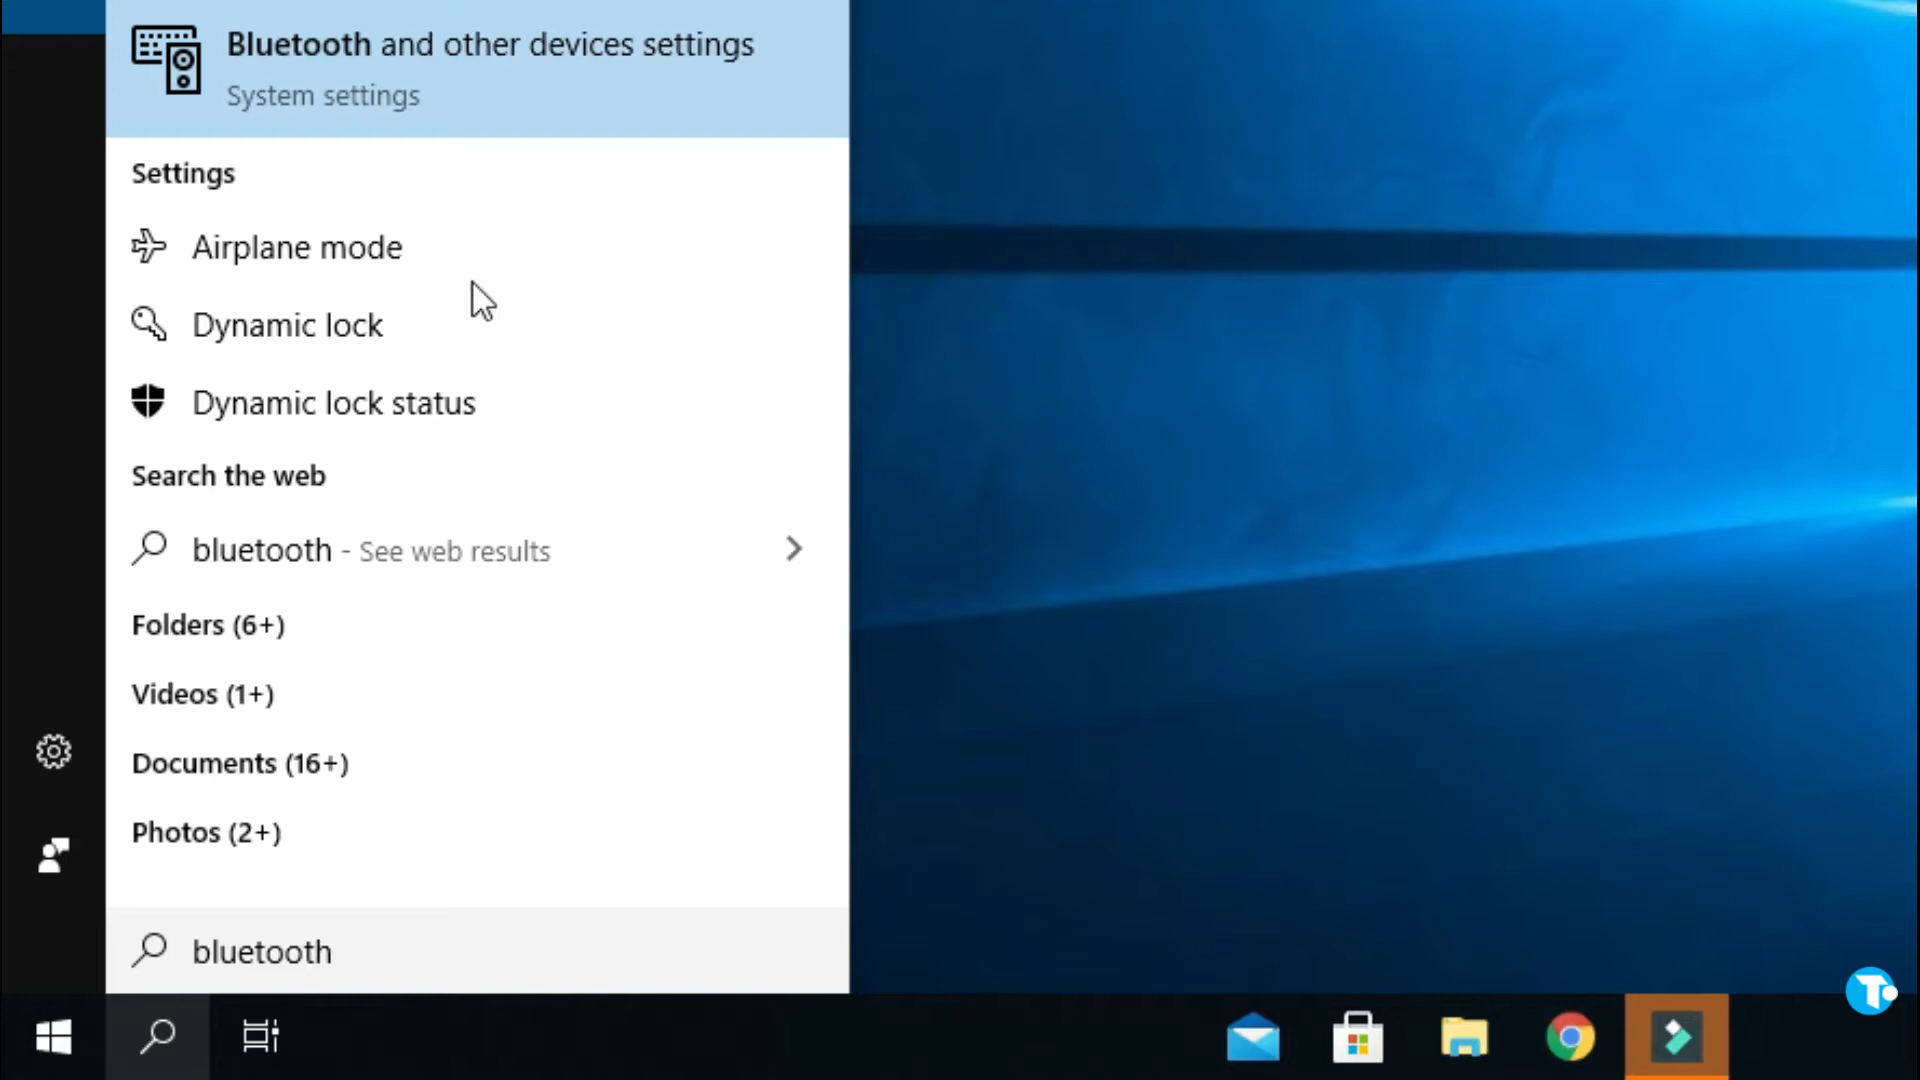 Bluetooth and other devices settings
System settings
Settings
Airplane mode
Dynamic lock
Dynamic lock status
Search the web
bluetooth - See web results
Folders (6+)
Videos (1+)
Documents (16+)
Photos (2+)
bluetooth